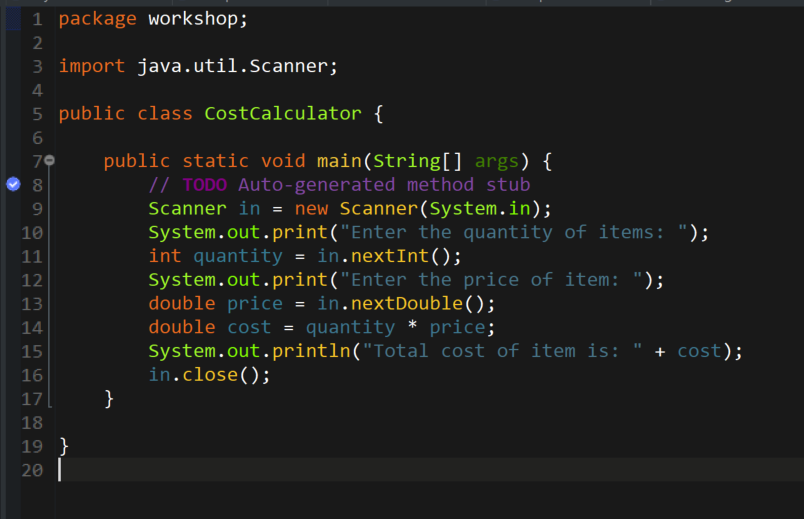 1 package workshop;
2
3 import java.util.Scanner;
4
5 public class CostCalculator {
6
7 public static void main(String[] args) {
8 // TODO Auto-generated method stub
9 Scanner in = new Scanner(System.in);
10 System.out.print("Enter the quantity of items: ");
11 int quantity = in.nextInt();
12 System.out.print("Enter the price of item: ");
13 double price = in.nextDouble();
14 double cost = quantity * price;
15 System.out.println("Total cost of item is: " + cost);
16 in.close();
17 }
18
19 }
20